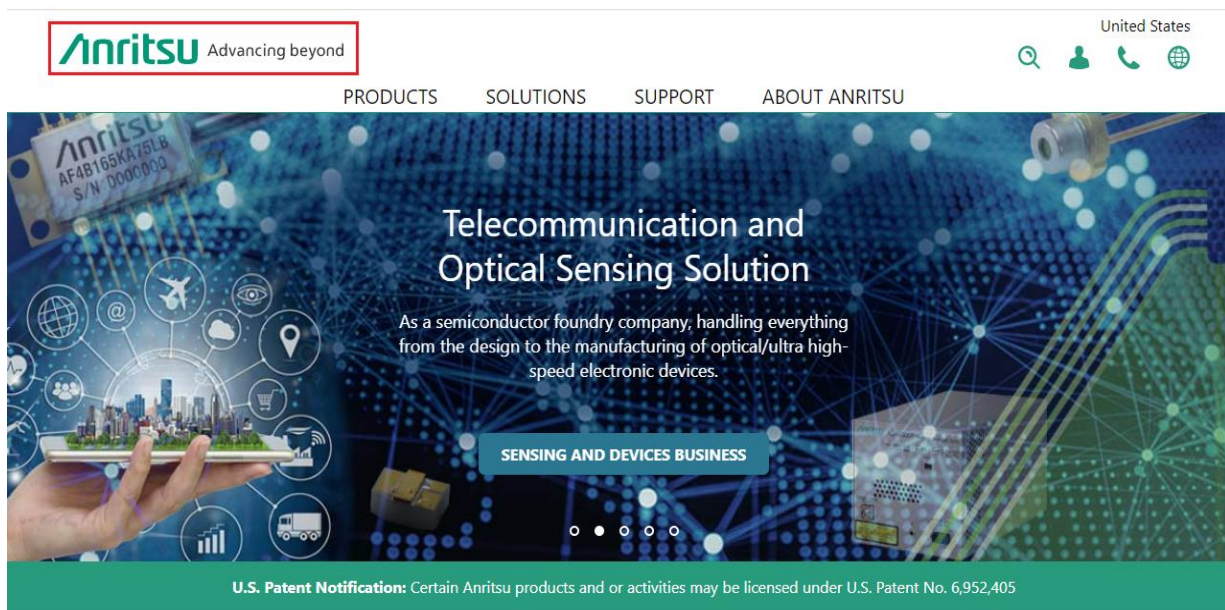 Anritsu Advancing beyond
United States
PRODUCTS SOLUTIONS SUPPORT ABOUT ANRITSU
Anritsu
AF4B165KA75LB
S/N 0000000
@
Telecommunication and
Optical Sensing Solution
As a semiconductor foundry company, handling everything
from the design to the manufacturing of optical/ultra high-
speed electronic devices.
SENSING AND DEVICES BUSINESS
U.S. Patent Notification: Certain Anritsu products and or activities may be licensed under U.S. Patent No. 6,952,405